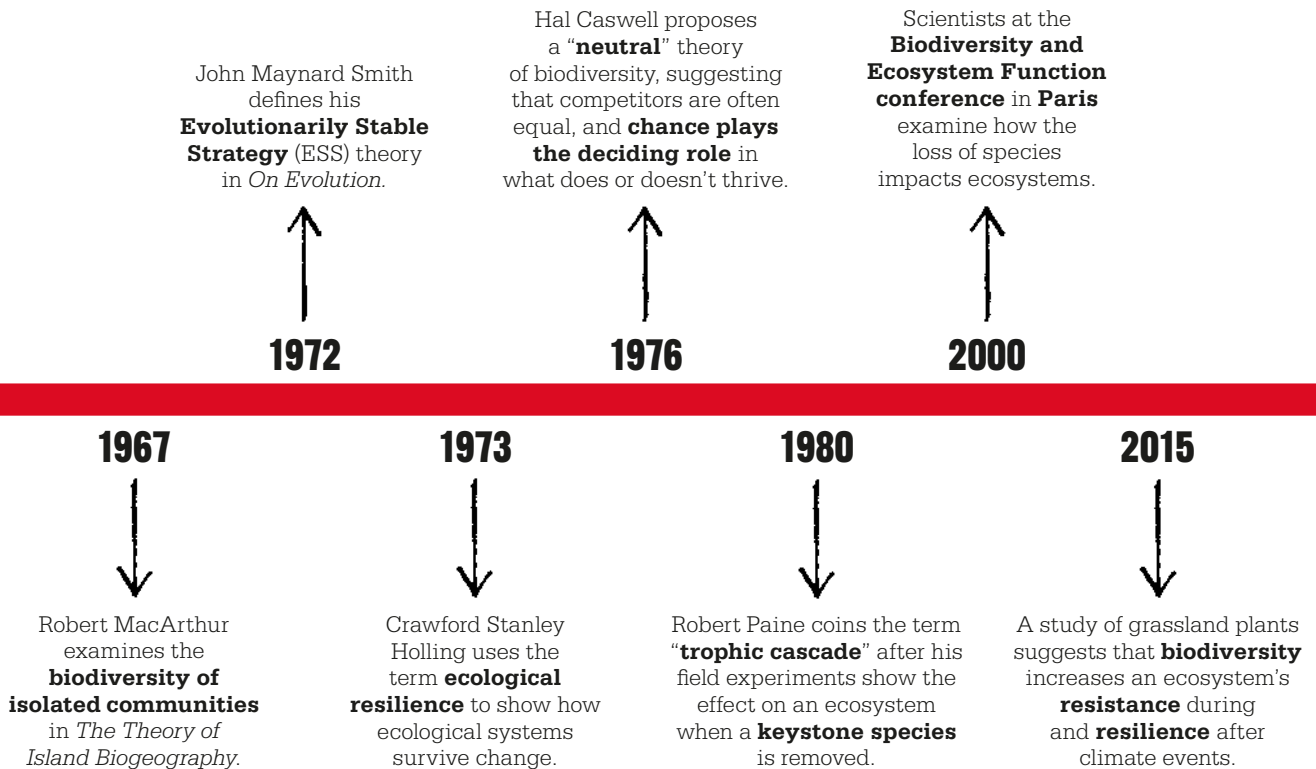 John Maynard Smith
defines his
Evolutionarily Stable
Strategy (ESS) theory
in On Evolution.
1972
Hal Caswell proposes
a “neutral” theory
of biodiversity, suggesting
that competitors are often
equal, and chance plays
the deciding role in
what does or doesn’t thrive.
1976
Scientists at the
Biodiversity and
Ecosystem Function
conference in Paris
examine how the
loss of species
impacts ecosystems.
2000
1967
Robert MacArthur
examines the
biodiversity of
isolated communities
in The Theory of
Island Biogeography.
1973
Crawford Stanley
Holling uses the
term ecological
resilience to show how
ecological systems
survive change.
1980
Robert Paine coins the term
“trophic cascade” after his
field experiments show the
effect on an ecosystem
when a keystone species
is removed.
2015
A study of grassland plants
suggests that biodiversity
increases an ecosystem’s
resistance during
and resilience after
climate events.